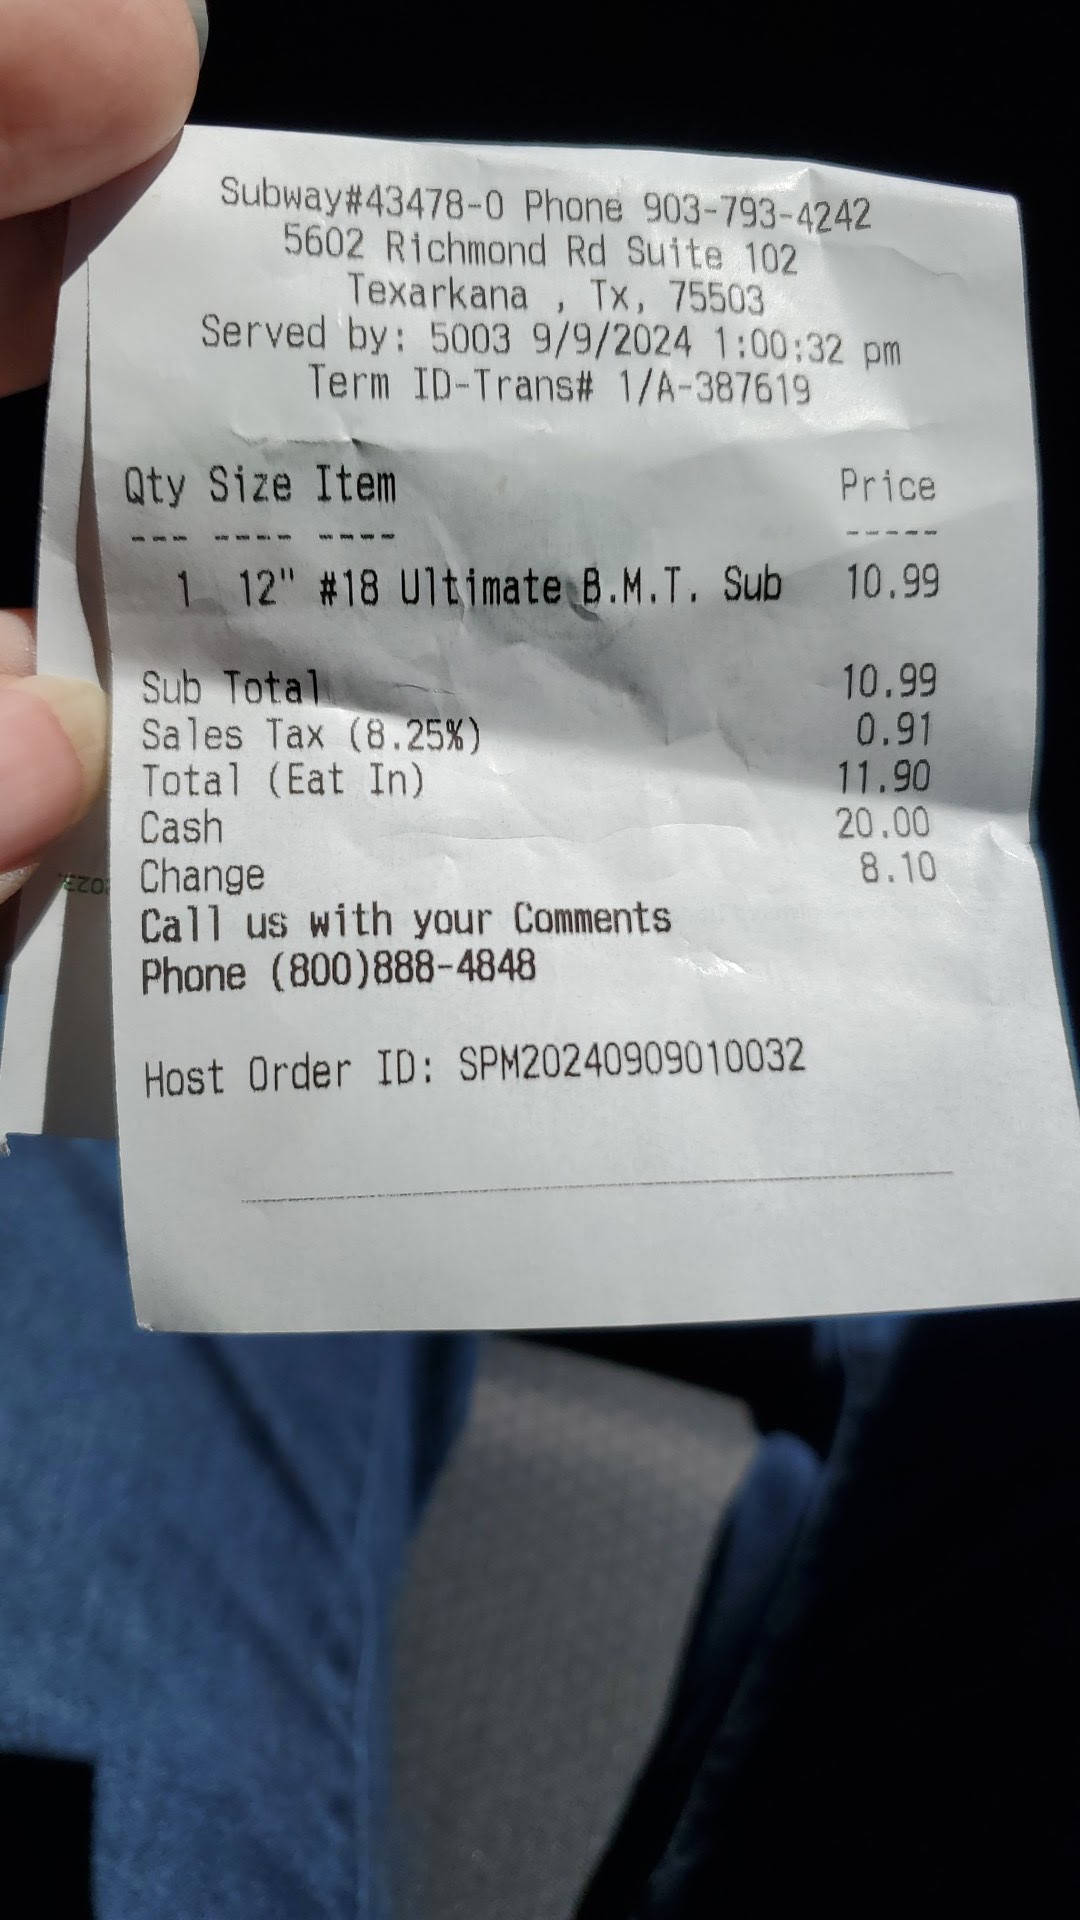 Subway#43478-0 Phone 903-793-4242
5602 Richmond Rd Suite 102
Texarkana , Tx, 75503
Served by: 5003 9/9/2024 1:00:32 pm
Term ID-Trans# 1/A-387619
Qty Size Item Price
--- ---- ---- -----
1 12" #18 Ultimate B.M.T. Sub 10.99
Sub Total 10.99
Sales Tax (8.25%) 0.91
Total (Eat In) 11.90
Cash 20.00
Change 8.10
Call us with your Comments
Phone (800)888-4848
Host Order ID: SPM20240909010032